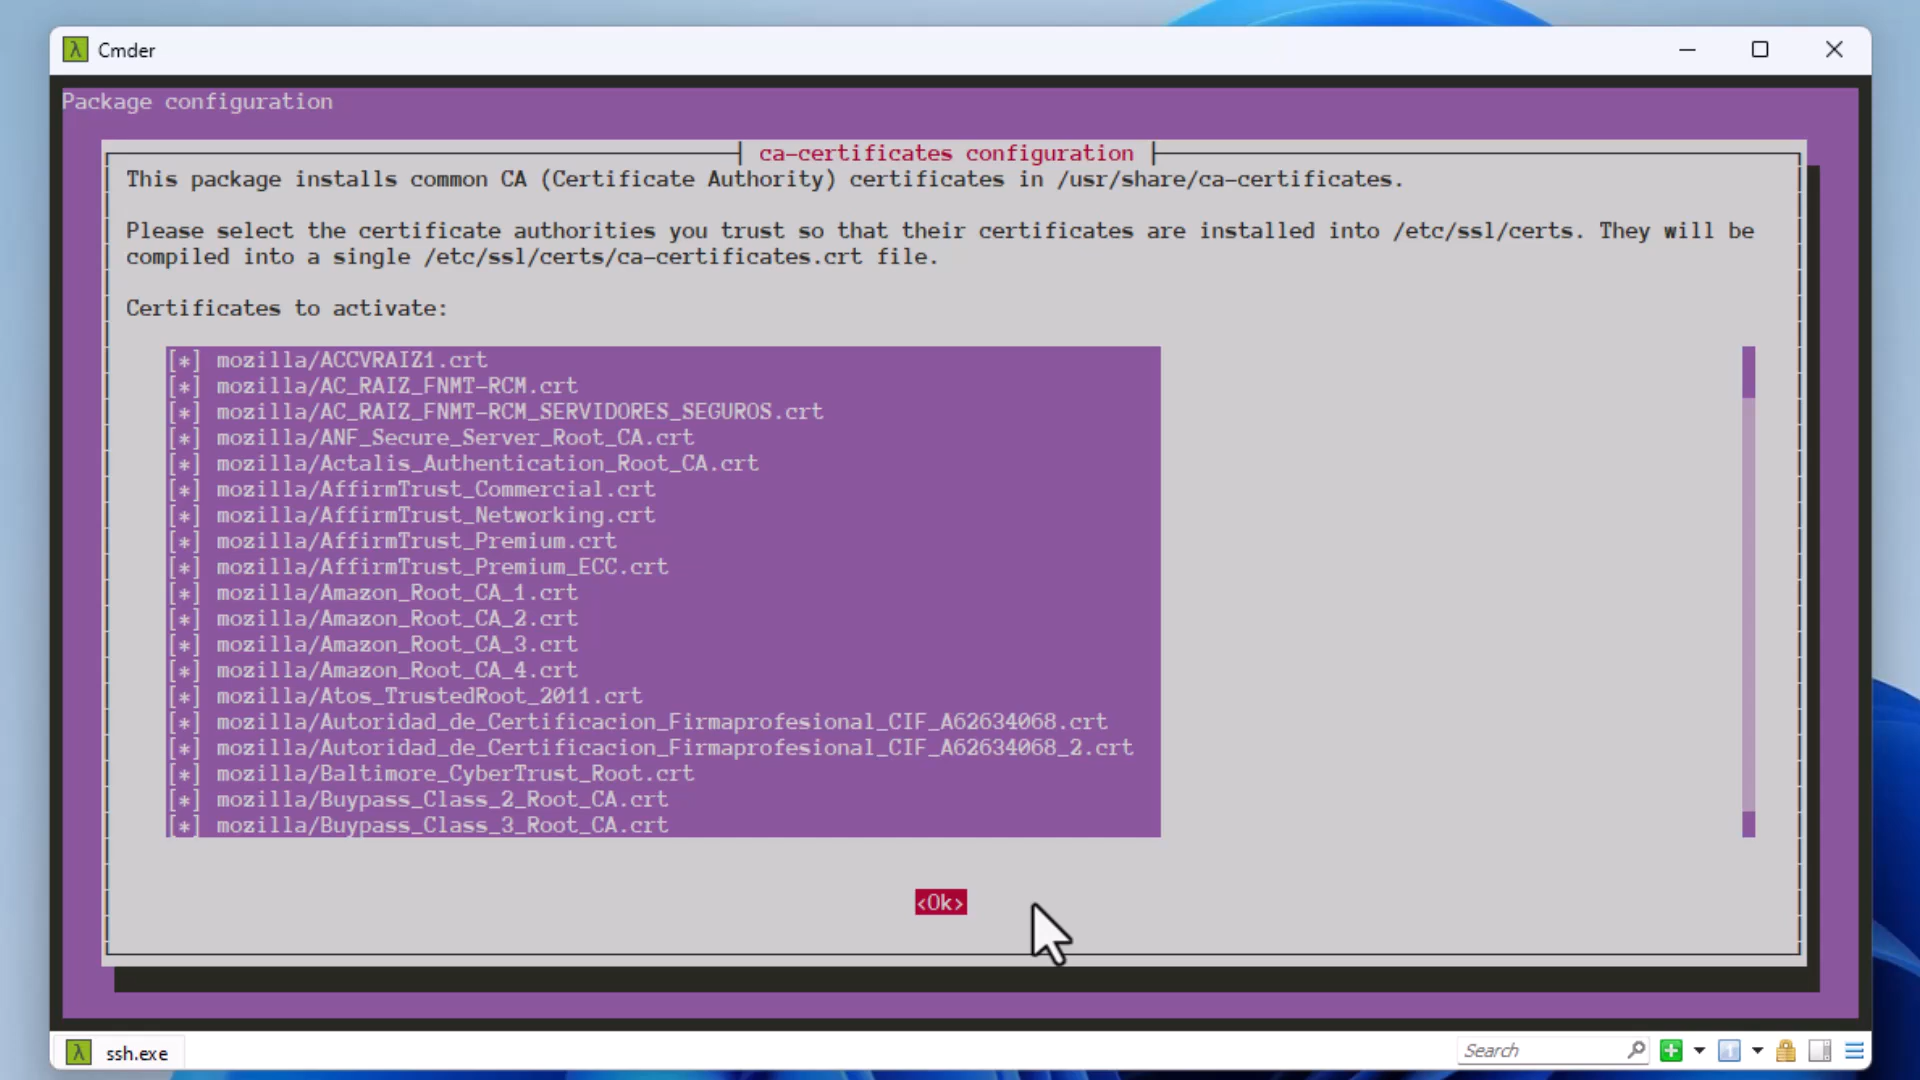 Cmder
Package configuration
ca-certificates configuration
This package installs common CA (Certificate Authority) certificates in /usr/share/ca-certificates.
Please select the certificate authorities you trust so that their certificates are installed into /etc/ssl/certs. They will be
compiled into a single /etc/ssl/certs/ca-certificates.crt file.
Certificates to activate:
[*] mozilla/ACCVRAIZ1.crt
[*] mozilla/AC_RAIZ_FNMT-RCM.crt
[*] mozilla/AC_RAIZ_FNMT-RCM_SERVIDORES_SEGUROS.crt
[*] mozilla/ANF_Secure_Server_Root_CA.crt
[*] mozilla/Actalis_Authentication_Root_CA.crt
[*] mozilla/AffirmTrust_Commercial.crt
[*] mozilla/AffirmTrust_Networking.crt
[*] mozilla/AffirmTrust_Premium.crt
[*] mozilla/AffirmTrust_Premium_ECC.crt
[*] mozilla/Amazon_Root_CA_1.crt
[*] mozilla/Amazon_Root_CA_2.crt
[*] mozilla/Amazon_Root_CA_3.crt
[*] mozilla/Amazon_Root_CA_4.crt
[*] mozilla/Atos_TrustedRoot_2011.crt
[*] mozilla/Autoridad_de_Certificacion_Firmaprofesional_CIF_A62634068.crt
[*] mozilla/Autoridad_de_Certificacion_Firmaprofesional_CIF_A62634068_2.crt
[*] mozilla/Baltimore_CyberTrust_Root.crt
[*] mozilla/Buypass_Class_2_Root_CA.crt
[*] mozilla/Buypass_Class_3_Root_CA.crt
<Ok>
ssh.exe
Search